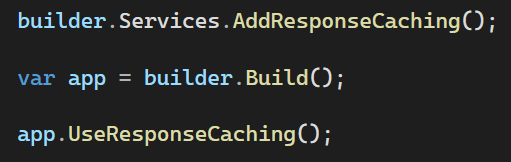 builder.Services.AddResponseCaching();
var app = builder.Build();
app.UseResponseCaching();